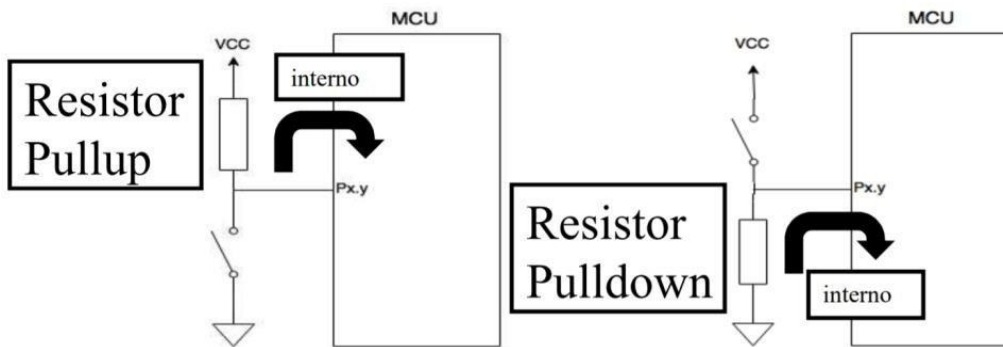 MCU
VCC
interno
Resistor
Pullup
Px.y
MCU
VCC
Px.y
Resistor
Pulldown
interno